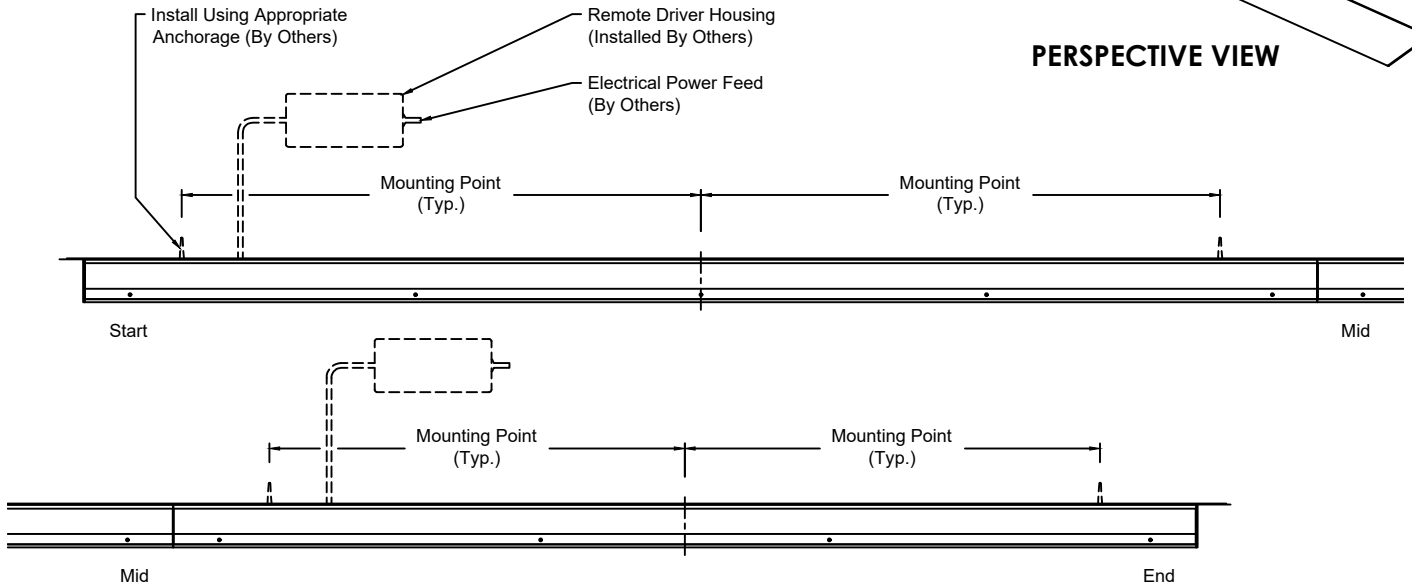 Install Using Appropriate
Anchorage (By Others)
Remote Driver Housing
(Installed By Others)
PERSPECTIVE VIEW
Electrical Power Feed
(By Others)
Mounting Point
(Typ.)
Mounting Point
(Typ.)
Start
Mid
Mounting Point
(Typ.)
Mounting Point
(Typ.)
Mid
End